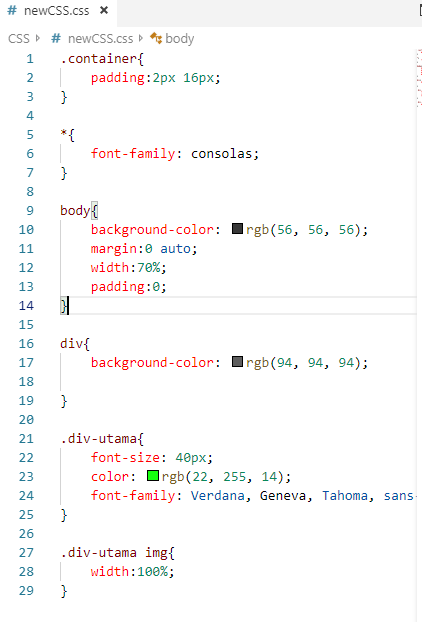 # newCSS.css ×
CSS > # newCSS.css > body
1 .container{
2 padding:2px 16px;
3 }
4
5 *{
6 font-family: consolas;
7 }
8
9 body{
10 background-color: rgb(56, 56, 56);
11 margin:0 auto;
12 width:70%;
13 padding:0;
14 }
15
16 div{
17 background-color: rgb(94, 94, 94);
18
19 }
20
21 .div-utama{
22 font-size: 40px;
23 color: rgb(22, 255, 14);
24 font-family: Verdana, Geneva, Tahoma, sans-
25 }
26
27 .div-utama img{
28 width:100%;
29 }